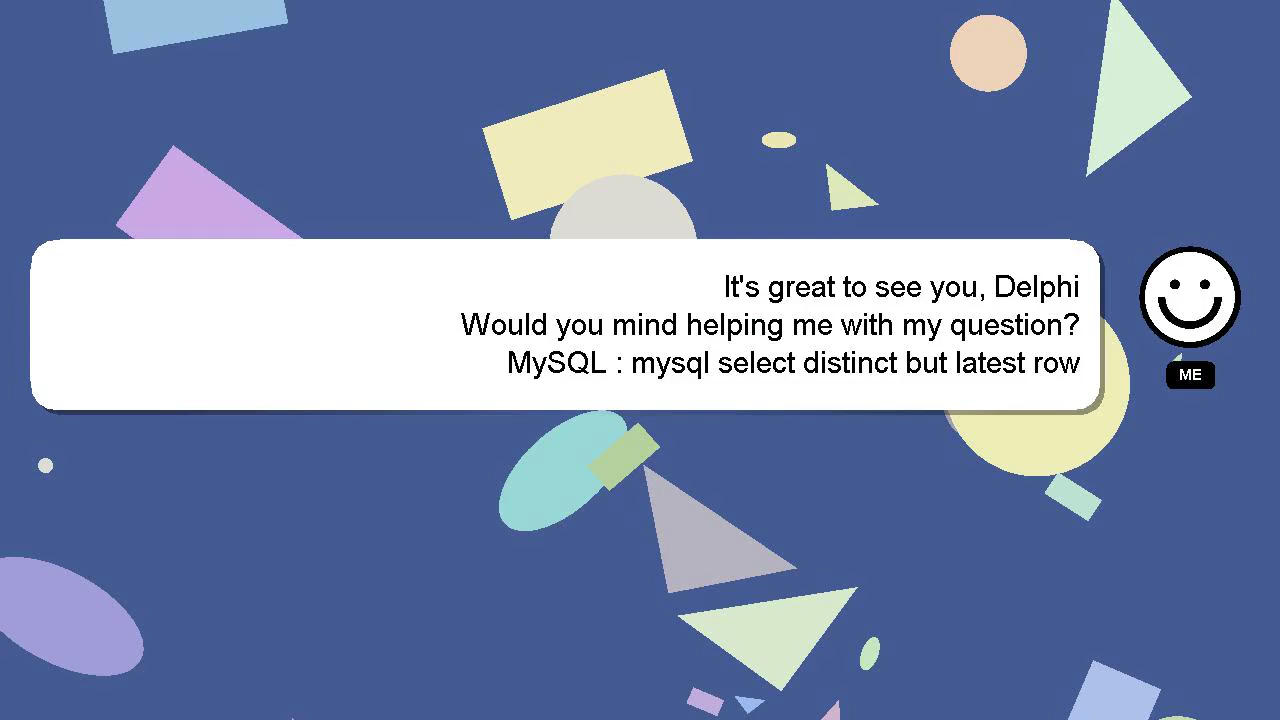 It's great to see you, Delphi
Would you mind helping me with my question?
MySQL : mysql select distinct but latest row
ME